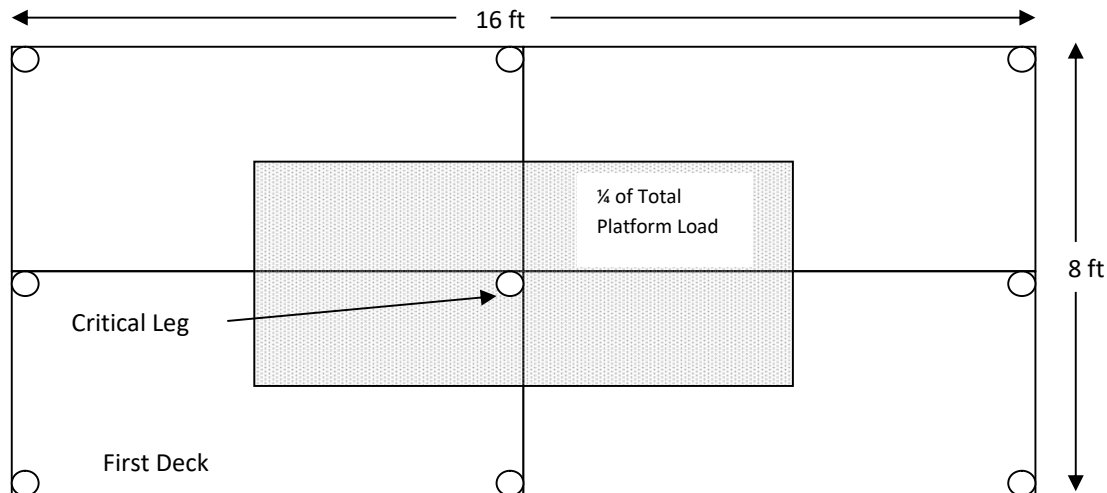 16 ft
¼ of Total
Platform Load
8 ft
Critical Leg
First Deck